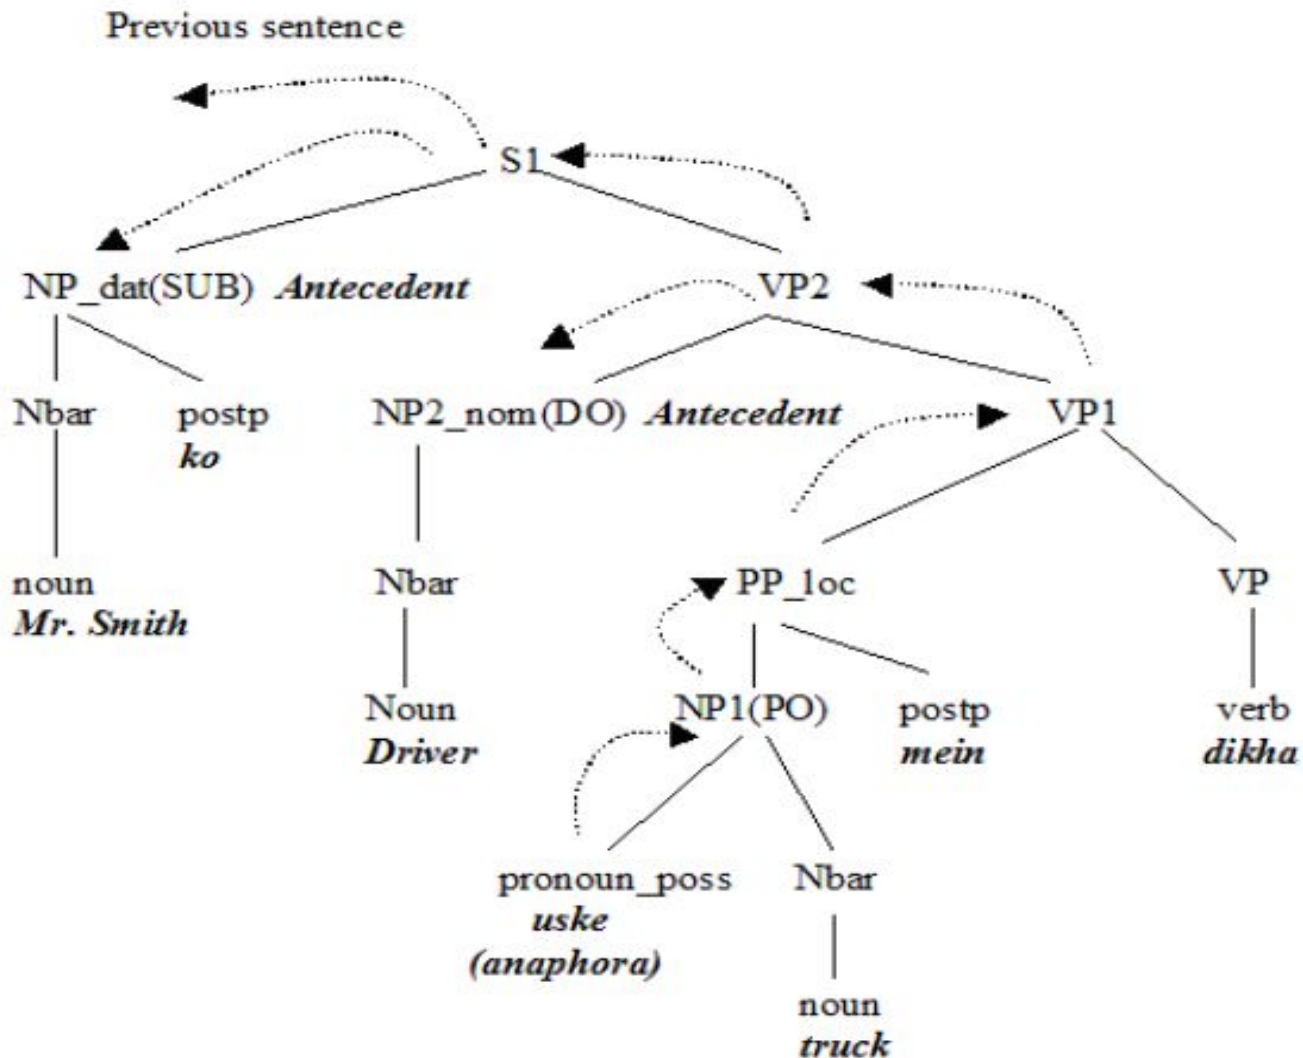 Previous sentence
S1
NP_dat(SUB) Antecedent
VP2
Nbar
postp
ko
NP2_nom(DO) Antecedent
VP1
noun
Mr. Smith
Nbar
PP_loc
VP
Noun
Driver
NP1(PO)
postp
mein
verb
dikha
pronoun_poss
uske
(anaphora)
Nbar
noun
truck